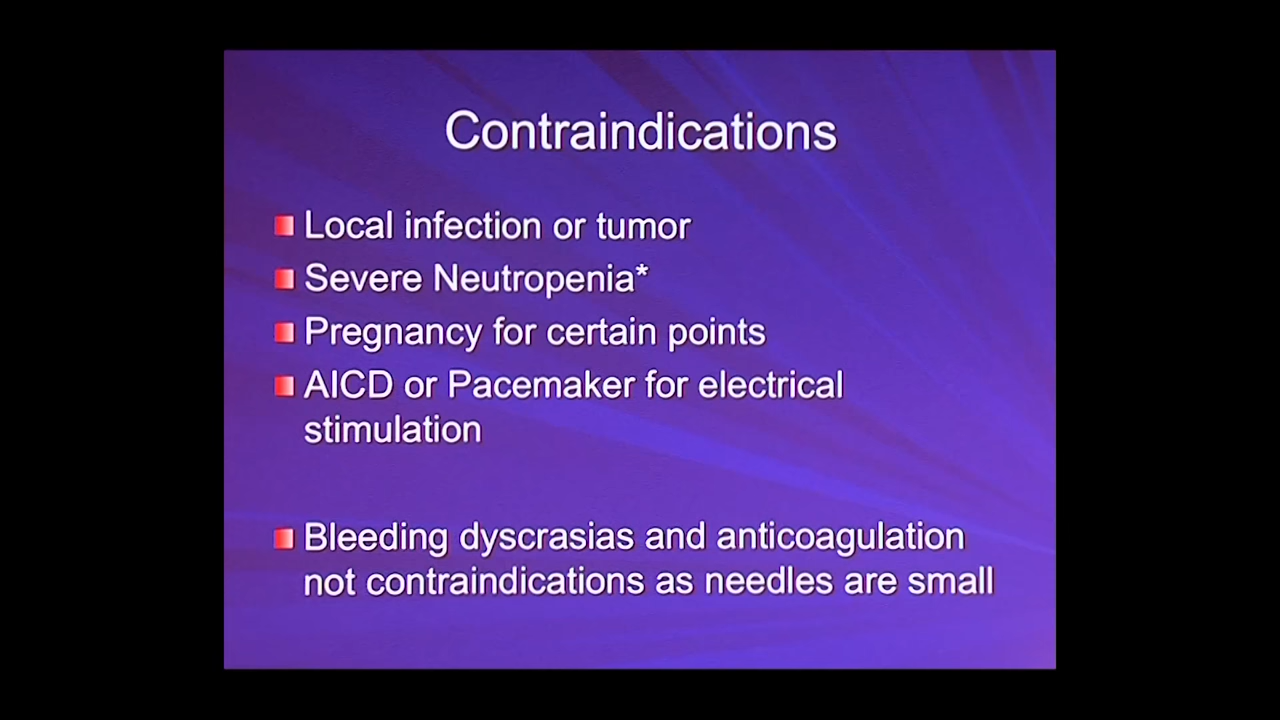 Contraindications
Local infection or tumor
Severe Neutropenia*
Pregnancy for certain points
AICD or Pacemaker for electrical
stimulation
Bleeding dyscrasias and anticoagulation
not contraindications as needles are small